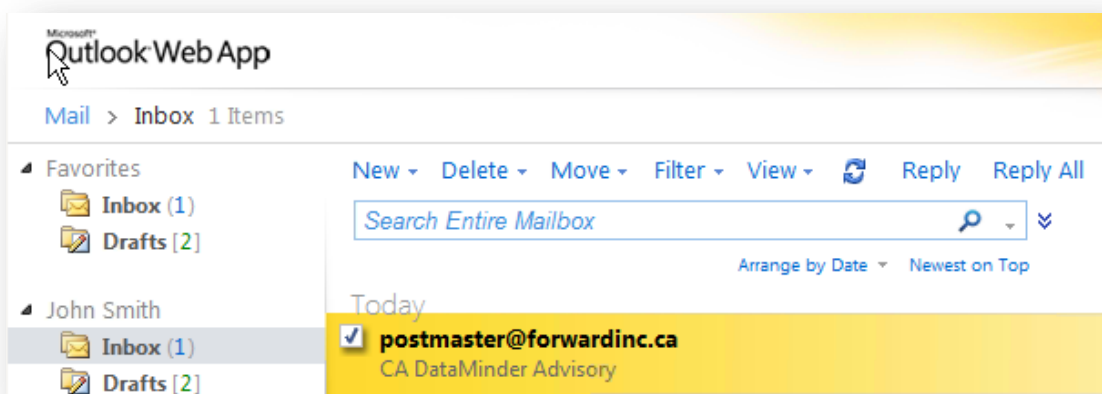 Microsoft®
Outlook Web App
Mail > Inbox 1 Items
Favorites
Inbox (1)
Drafts [2]
John Smith
Inbox (1)
Drafts [2]
New Delete Move Filter View Reply Reply All
Search Entire Mailbox
Arrange by Date Newest on Top
Today
postmaster@forwardinc.ca
CA DataMinder Advisory